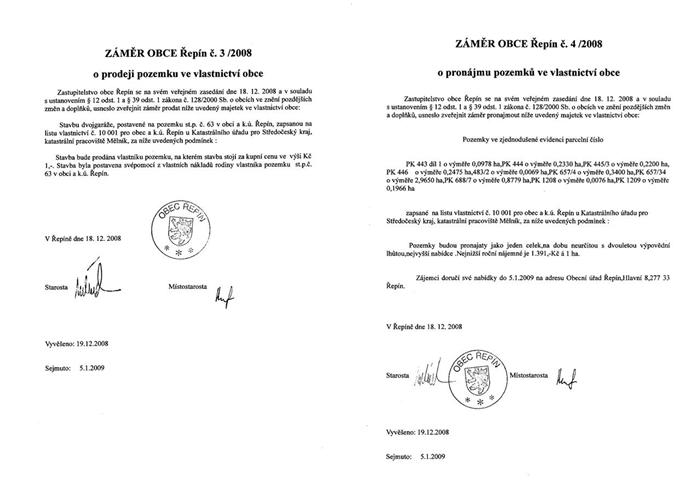 ZÁMĚR OBCE Řepín č. 3 /2008
o prodeji pozemku ve vlastnictví obce
Zastupitelstvo obce Řepín se na svém veřejném zasedání dne 18. 12. 2008 a v souladu
s ustanovením § 12 odst. 1 a § 39 odst. 1 zákona č. 128/2000 Sb. o obcích ve znění pozdějších
změn a doplňků, usneslo zveřejnit záměr prodat níže uvedený majetek ve vlastnictví obce:
Stavbu dvojgaráže, postavené na pozemku st.p. č. 63 v obci a k.ú. Řepín, zapsanou na
listu vlastnictví č. 10 001 pro obec a k.ú. Řepín u Katastrálního úřadu pro Středočeský kraj,
katastrální pracoviště Mělník, za níže uvedených podmínek :
Stavba bude prodána vlastníku pozemku, na kterém stavba stojí za kupní cenu ve výši Kč
1,-. Stavba byla postavena svépomocí z vlastních nákladů rodiny vlastníka pozemku st.p.č.
63 v obci a k.ú. Řepín.
OBEC ŘEPÍN
V Řepíně dne 18. 12. 2008
Starosta
Místostarosta
Vyvěšeno: 19.12.2008
Sejmuto: 5.1.2009
ZÁMĚR OBCE Řepín č. 4 /2008
o pronájmu pozemků ve vlastnictví obce
Zastupitelstvo obce Řepín se na svém veřejném zasedání dne 18. 12. 2008 a v souladu
s ustanovením § 12 odst. 1 a § 39 odst. 1 zákona č. 128/2000 Sb. o obcích ve znění pozdějších
změn a doplňků, usneslo zveřejnit záměr pronajmout níže uvedený majetek ve vlastnictví obce:
Pozemky ve zjednodušené evidenci parcelní číslo
PK 443 díl 1 o výměře 0,0978 ha,PK 444 o výměře 0,2330 ha,PK 445/3 o výměře 0,2200 ha,
PK 446 o výměře 0,2475 ha,483/2 o výměře 0,0069 ha,PK 657/4 o výměře 0,3400 ha,PK 657/34
o výměře 2,9650 ha,PK 688/7 o výměře 0,8779 ha,PK 1208 o výměře 0,0076 ha,PK 1209 o výměře
0,1966 ha
zapsané na listu vlastnictví č. 10 001 pro obec a k.ú. Řepín u Katastrálního úřadu pro
Středočeský kraj, katastrální pracoviště Mělník, za níže uvedených podmínek :
Pozemky budou pronajaty jako jeden celek,na dobu neurčitou s dvouletou výpovědní
lhůtou,nejvyšší nabídce .Nejnižší roční nájemné je 1.391,-Kč á 1 ha.
Zájemci doručí své nabídky do 5.1.2009 na adresu Obecní úřad Řepín,Hlavní 8,277 33
Řepín.
V Řepíně dne 18. 12. 2008
OBEC ŘEPÍN
Starosta
Místostarosta
Vyvěšeno: 19.12.2008
Sejmuto: 5.1.2009